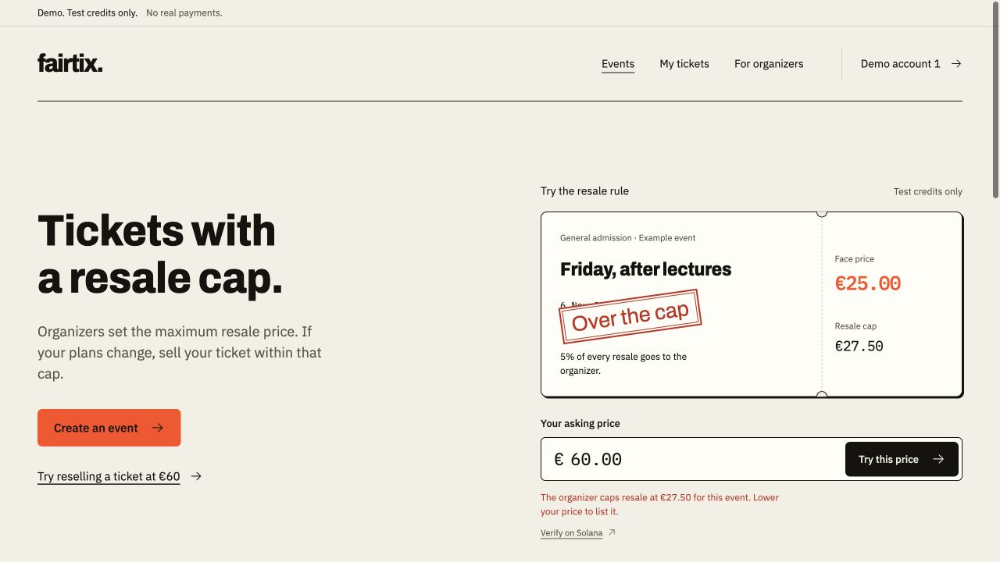 Demo. Test credits only. No real payments.
fairtix.
Events
My tickets
For organizers
Demo account 1 →
Tickets with
a resale cap.
Organizers set the maximum resale price. If
your plans change, sell your ticket within that
cap.
Create an event →
Try reselling a ticket at €60 →
Try the resale rule
Test credits only
General admission · Example event
Friday, after lectures
Over the cap
5% of every resale goes to the
organizer.
Face price
€25.00
Resale cap
€27.50
Your asking price
€ 60.00
Try this price →
The organizer caps resale at €27.50 for this event. Lower
your price to list it.
Verify on Solana ↗